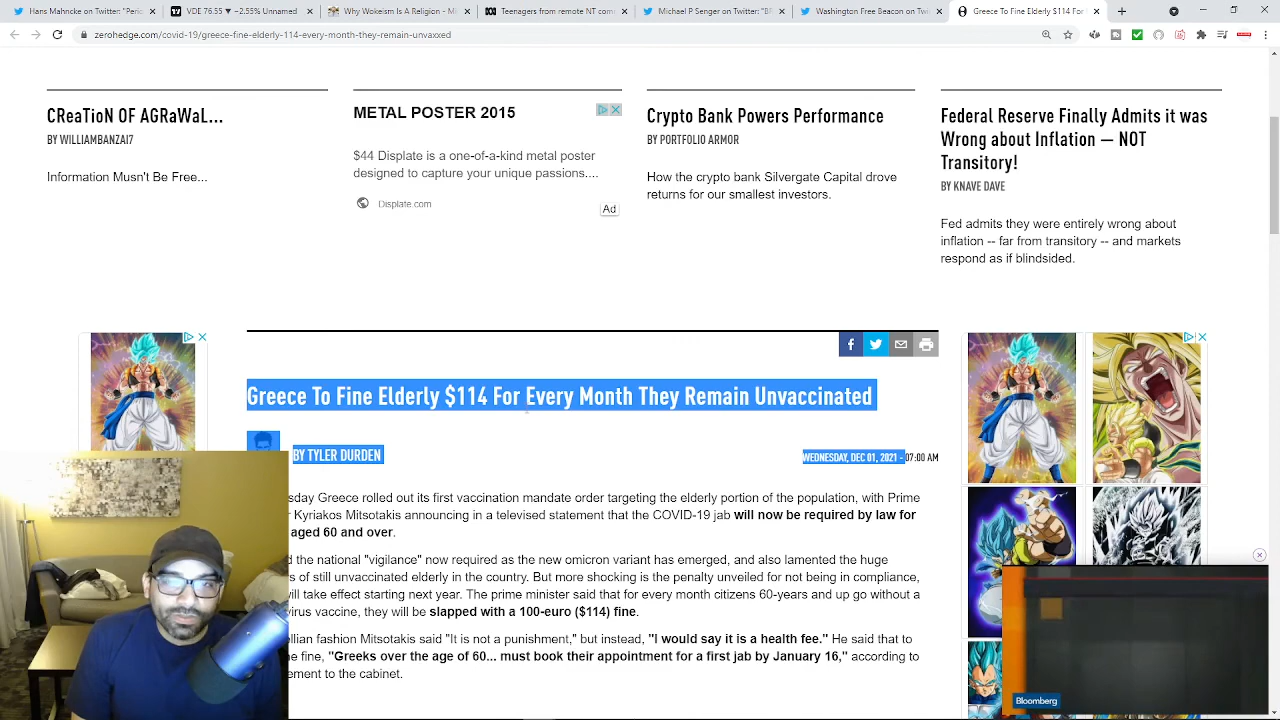 Hans Mahncke on Twitter: "Dec
VDE 76.55 ▼ −2.55% Unnamed
Why Wokeism Is a Religion - Mi
Teenagers from remote NT com
Michael P Senger on Twitter: "BR
Washington Free Beacon on Twi
Greece To Fine Elderly $114 For
zerohedge.com/covid-19/greece-fine-elderly-114-every-month-they-remain-unvaxxed
CReaTioN OF AGRaWaL...
BY WILLIAMBANZAI7
Information Musn't Be Free...
METAL POSTER 2015
$44 Displate is a one-of-a-kind metal poster
designed to capture your unique passions....
Displate.com
Ad
Crypto Bank Powers Performance
BY PORTFOLIO ARMOR
How the crypto bank Silvergate Capital drove
returns for our smallest investors.
Federal Reserve Finally Admits it was
Wrong about Inflation — NOT
Transitory!
BY KNAVE DAVE
Fed admits they were entirely wrong about
inflation -- far from transitory -- and markets
respond as if blindsided.
Greece To Fine Elderly $114 For Every Month They Remain Unvaccinated
BY TYLER DURDEN
WEDNESDAY, DEC 01, 2021 - 07:00 AM
sday Greece rolled out its first vaccination mandate order targeting the elderly portion of the population, with Prime
Kyriakos Mitsotakis announcing in a televised statement that the COVID-19 jab will now be required by law for
aged 60 and over.
the national "vigilance" now required as the new omicron variant has emerged, and also lamented the huge
s of still unvaccinated elderly in the country. But more shocking is the penalty unveiled for not being in compliance,
ill take effect starting next year. The prime minister said that for every month citizens 60-years and up go without a
virus vaccine, they will be slapped with a 100-euro ($114) fine.
llian fashion Mitsotakis said "It is not a punishment," but instead, "I would say it is a health fee." He said that to
e fine, "Greeks over the age of 60... must book their appointment for a first jab by January 16," according to
ement to the cabinet.
Bloomberg